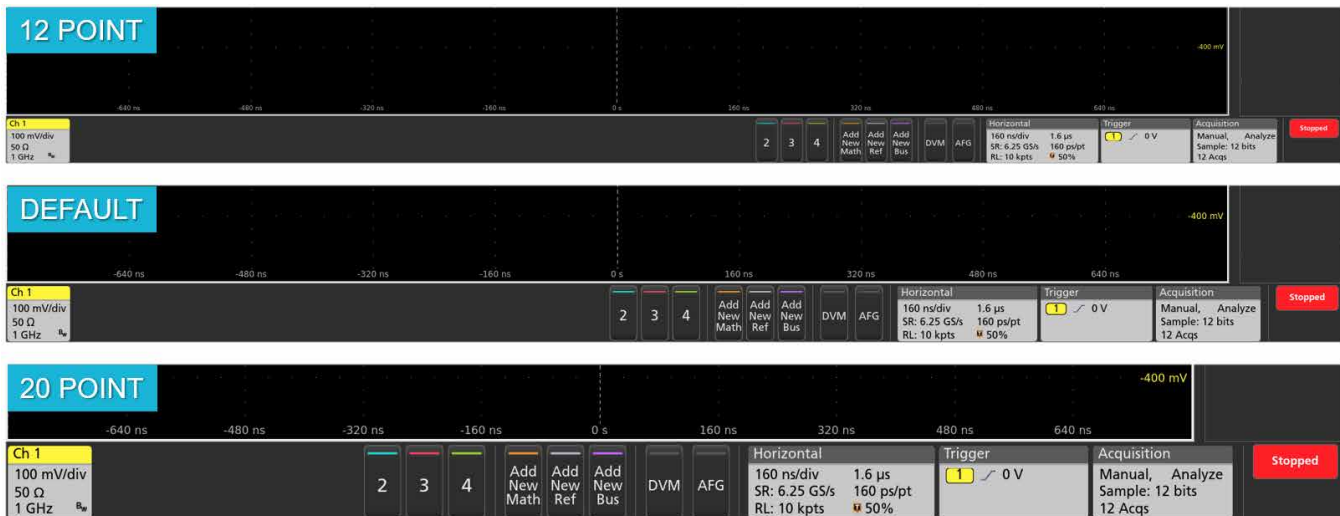 12 POINT
-400 mV
-640 ns -480 ns -320 ns -160 ns 0 s 160 ns 320 ns 480 ns 640 ns
Ch 1
100 mV/div
50 Ω
1 GHz Bw
2 3 4
Add New Math
Add New Ref
Add New Bus
DVM AFG
Horizontal
160 ns/div 1.6 µs
SR: 6.25 GS/s 160 ps/pt
RL: 10 kpts 50%
Trigger
1 0 V
Acquisition
Manual, Analyze
Sample: 12 bits
12 Acqs
Stopped
DEFAULT
-400 mV
-640 ns -480 ns -320 ns -160 ns 0 s 160 ns 320 ns 480 ns 640 ns
Ch 1
100 mV/div
50 Ω
1 GHz Bw
2 3 4
Add New Math
Add New Ref
Add New Bus
DVM AFG
Horizontal
160 ns/div 1.6 µs
SR: 6.25 GS/s 160 ps/pt
RL: 10 kpts 50%
Trigger
1 0 V
Acquisition
Manual, Analyze
Sample: 12 bits
12 Acqs
Stopped
20 POINT
-400 mV
-640 ns -480 ns -320 ns -160 ns 0 s 160 ns 320 ns 480 ns 640 ns
Ch 1
100 mV/div
50 Ω
1 GHz Bw
2 3 4
Add New Math
Add New Ref
Add New Bus
DVM AFG
Horizontal
160 ns/div 1.6 µs
SR: 6.25 GS/s 160 ps/pt
RL: 10 kpts 50%
Trigger
1 0 V
Acquisition
Manual, Analyze
Sample: 12 bits
12 Acqs
Stopped